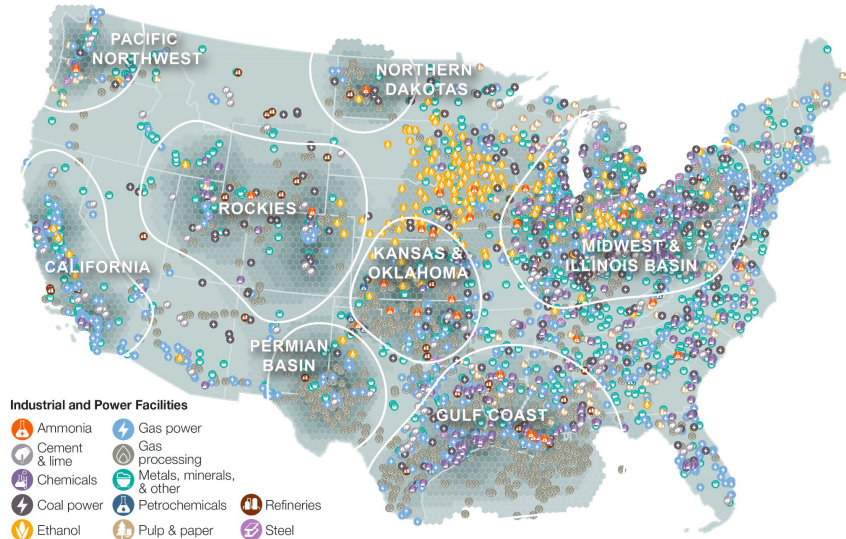 PACIFIC
NORTHWEST
NORTHERN
DAKOTAS
ROCKIES
CALIFORNIA
KANSAS &
OKLAHOMA
MIDWEST &
ILLINOIS BASIN
PERMIAN
BASIN
GULF COAST
Industrial and Power Facilities
Ammonia
Cement
& lime
Chemicals
Coal power
Ethanol
Gas power
Gas
processing
Metals, minerals,
& other
Petrochemicals
Pulp & paper
Refineries
Steel